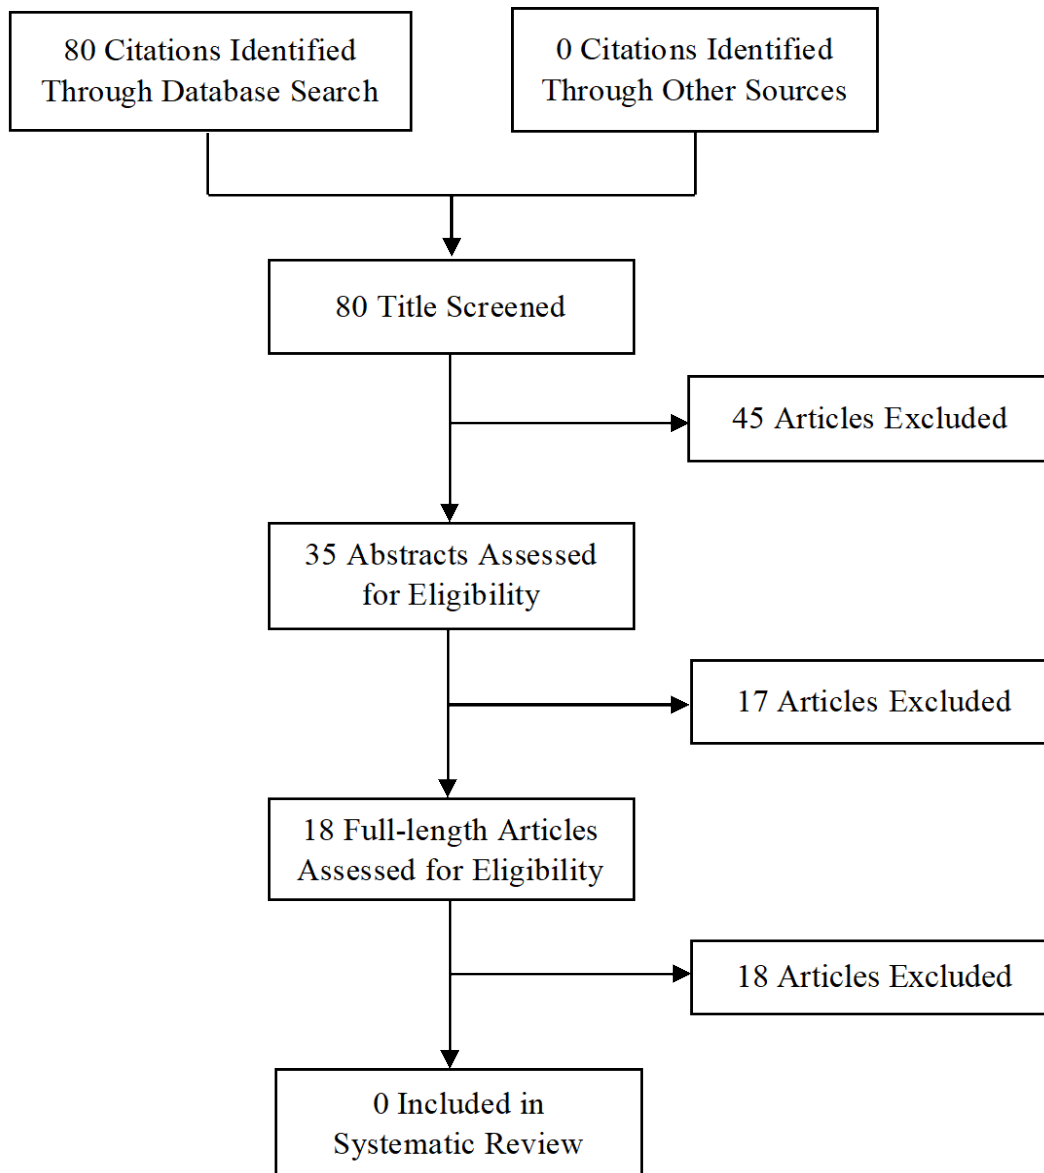 80 Citations Identified
Through Database Search
0 Citations Identified
Through Other Sources
80 Title Screened
45 Articles Excluded
35 Abstracts Assessed
for Eligibility
17 Articles Excluded
18 Full-length Articles
Assessed for Eligibility
18 Articles Excluded
0 Included in
Systematic Review